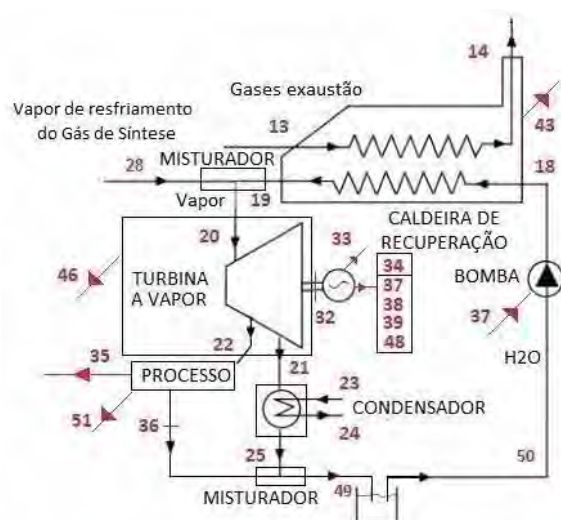 14
Gases exaustão
Vapor de resfriamento
do Gás de Síntese
13
43
28
MISTURADOR
18
Vapor
19
CALDEIRA DE
RECUPERAÇÃO
20
33
46
TURBINA
A VAPOR
34
37
38
39
48
BOMBA
32
37
35
22
21
H2O
PROCESSO
23
CONDENSADOR
51
24
36
25
50
MISTURADOR
49